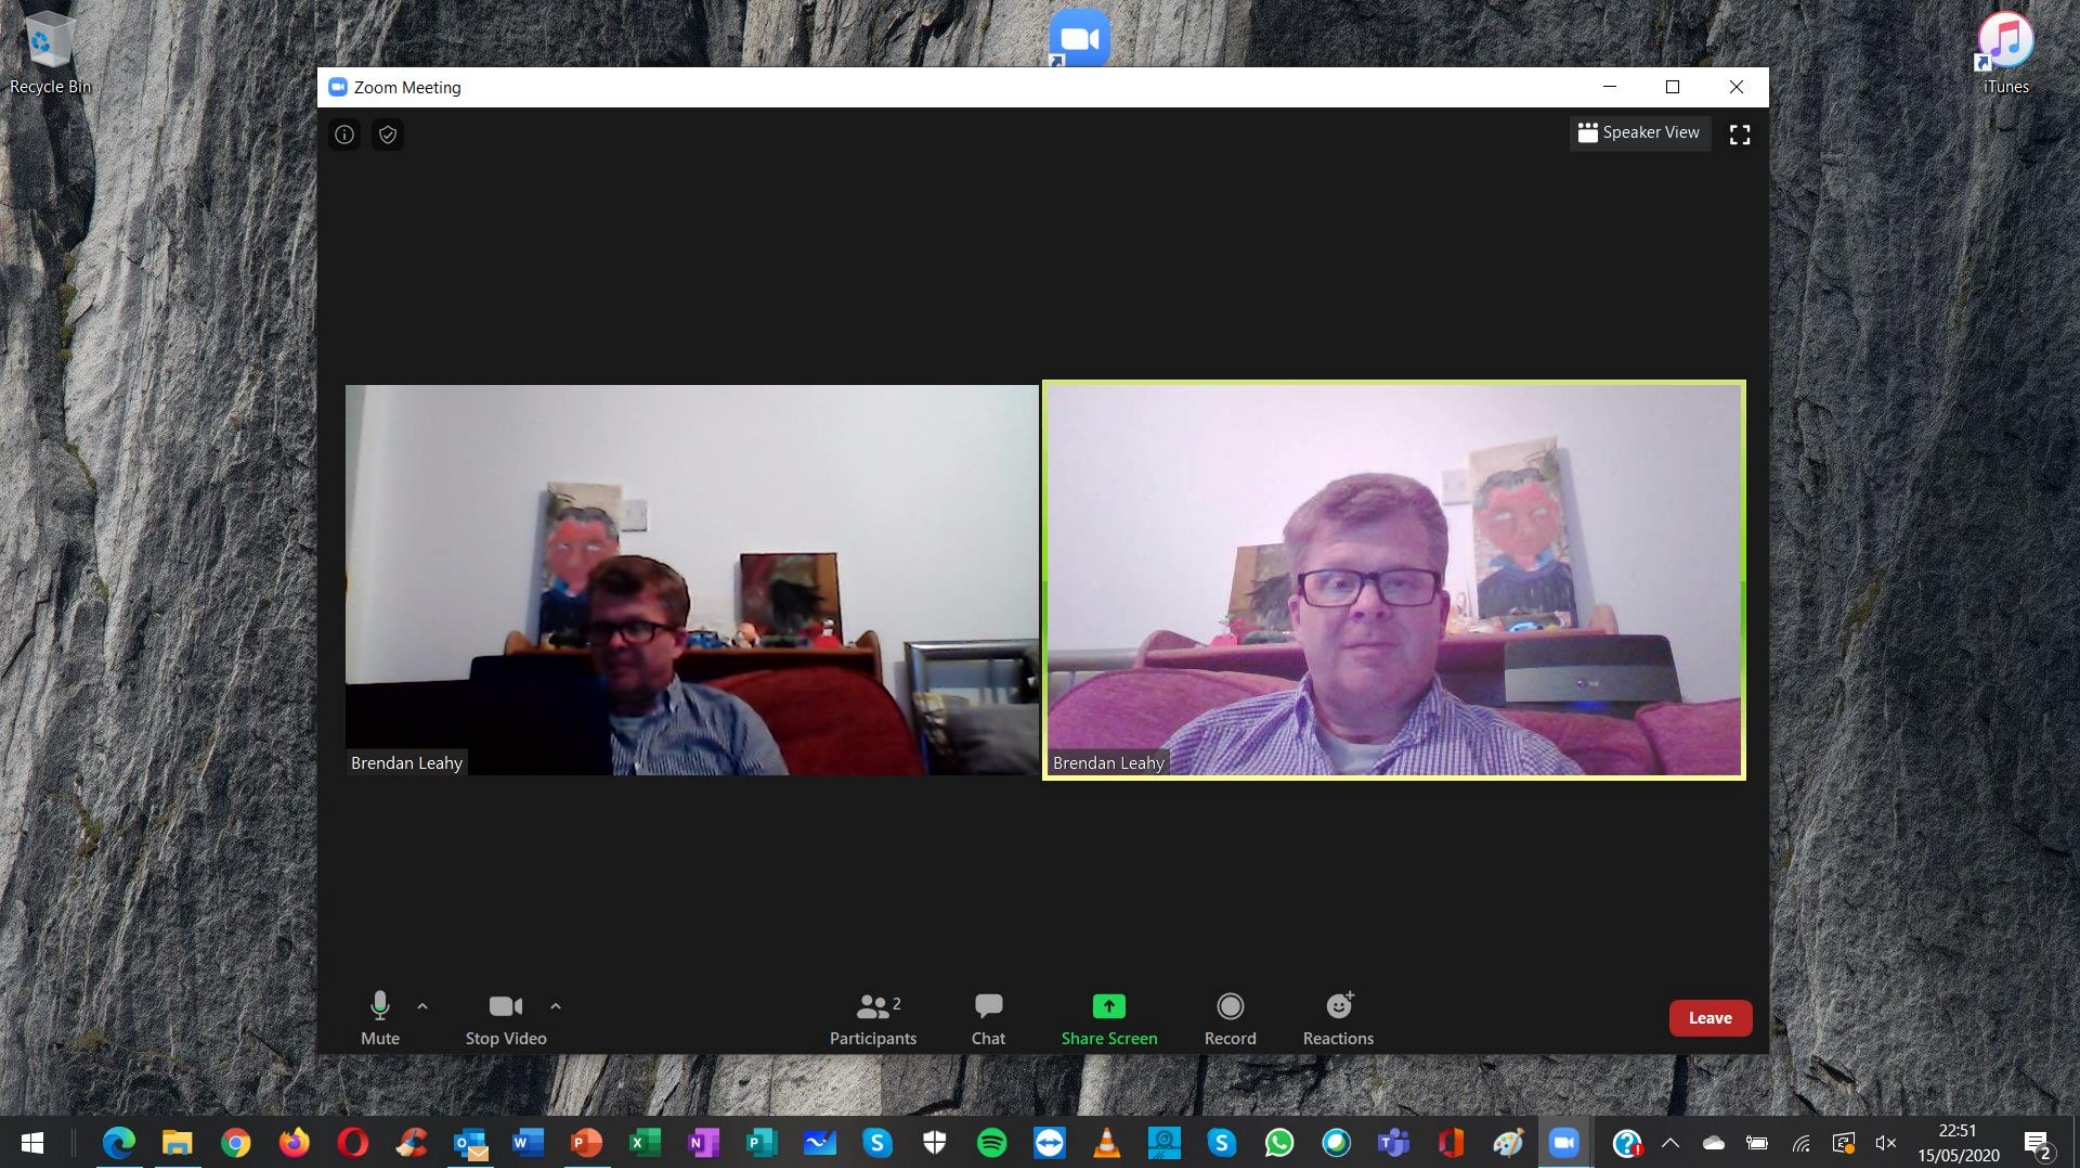 Recycle Bin
iTunes
Zoom Meeting
Speaker View
Brendan Leahy
Brendan Leahy
Mute
Stop Video
2
Participants
Chat
Share Screen
Record
Reactions
Leave
22:51
15/05/2020
2